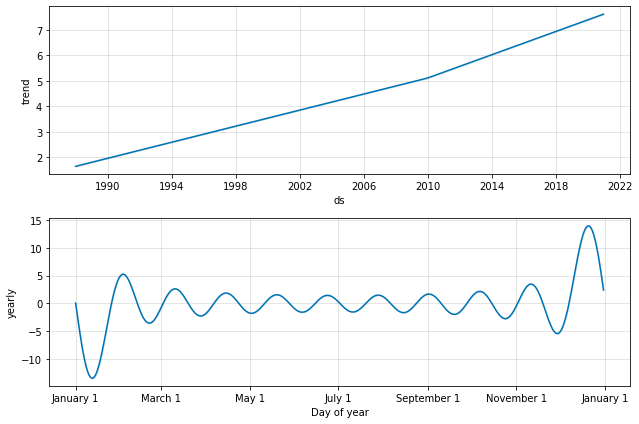 7
6
5
4
3
2
trend
1990 1994 1998 2002 2006 2010 2014 2018 2022
ds
15
10
5
0
−5
−10
yearly
January 1 March 1 May 1 July 1 September 1 November 1 January 1
Day of year